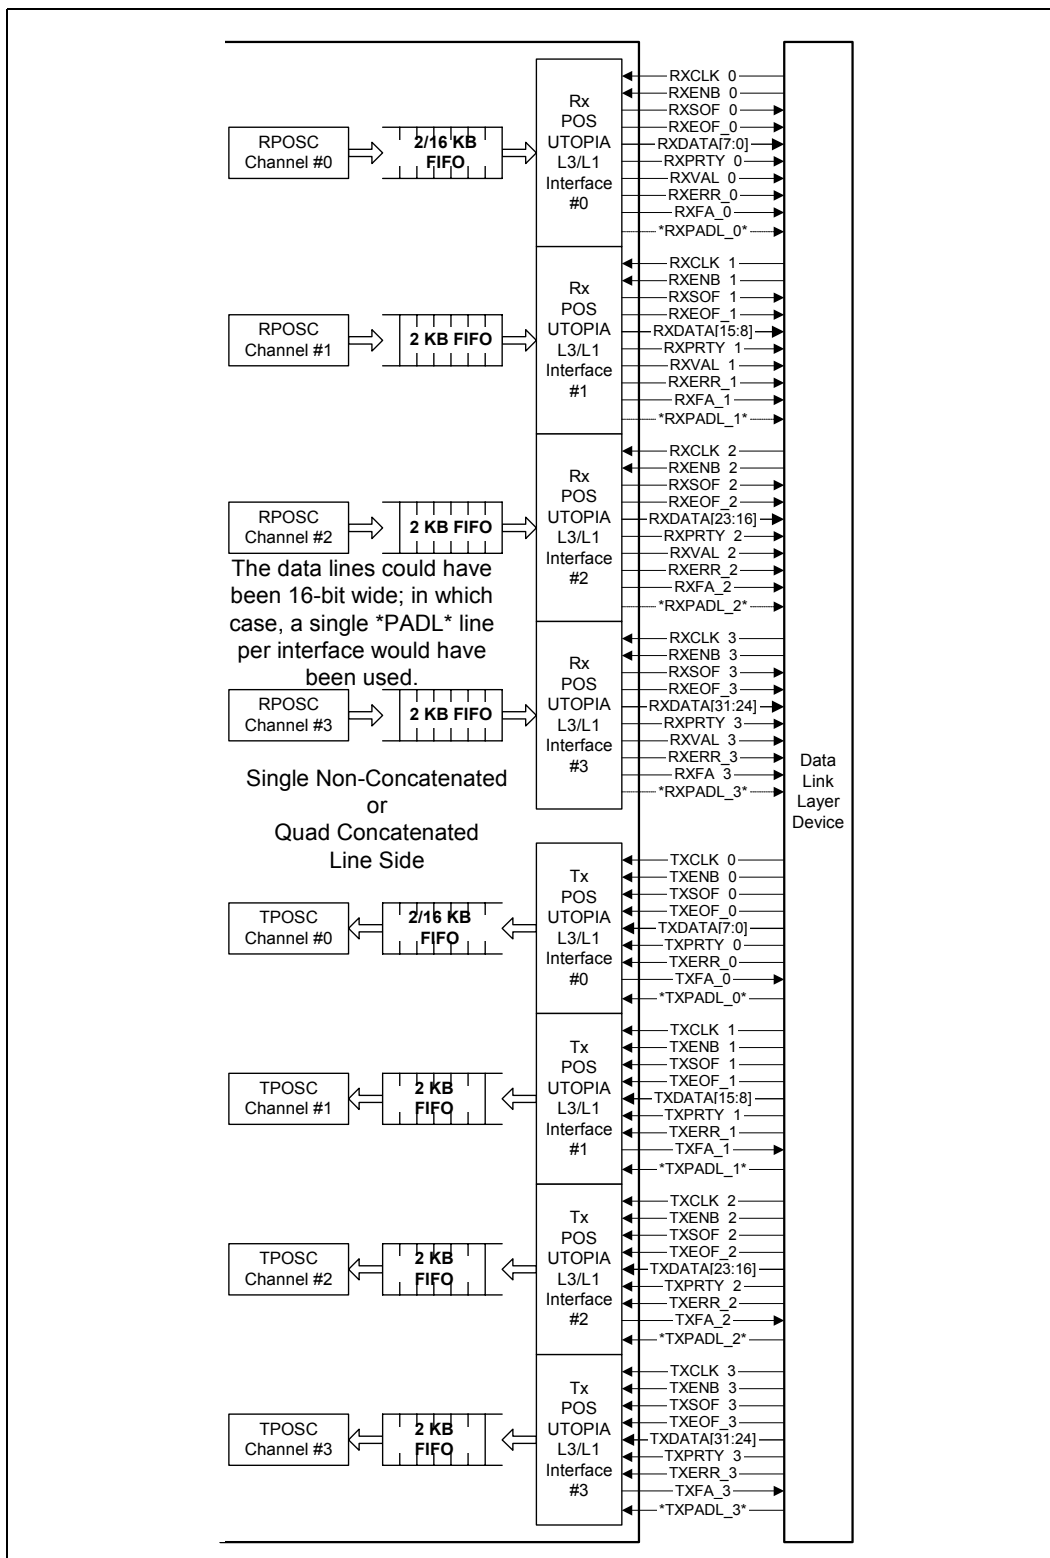 RPOSC
Channel #0
2/16 KB
FIFO
Rx
POS
UTOPIA
L3/L1
Interface
#0
RXCLK_0
RXENB_0
RXSOF_0
RXEOF_0
RXDATA[7:0]
RXPRTY_0
RXVAL_0
RXERR_0
RXFA_0
*RXPADL_0*
RPOSC
Channel #1
2 KB FIFO
Rx
POS
UTOPIA
L3/L1
Interface
#1
RXCLK_1
RXENB_1
RXSOF_1
RXEOF_1
RXDATA[15:8]
RXPRTY_1
RXVAL_1
RXERR_1
RXFA_1
*RXPADL_1*
RPOSC
Channel #2
2 KB FIFO
Rx
POS
UTOPIA
L3/L1
Interface
#2
RXCLK_2
RXENB_2
RXSOF_2
RXEOF_2
RXDATA[23:16]
RXPRTY_2
RXVAL_2
RXERR_2
RXFA_2
*RXPADL_2*
The data lines could have
been 16-bit wide; in which
case, a single *PADL* line
per interface would have
been used.
RPOSC
Channel #3
2 KB FIFO
Rx
POS
UTOPIA
L3/L1
Interface
#3
RXCLK_3
RXENB_3
RXSOF_3
RXEOF_3
RXDATA[31:24]
RXPRTY_3
RXVAL_3
RXERR_3
RXFA_3
*RXPADL_3*
Data
Link
Layer
Device
Single Non-Concatenated
or
Quad Concatenated
Line Side
TPOSC
Channel #0
2/16 KB
FIFO
Tx
POS
UTOPIA
L3/L1
Interface
#0
TXCLK_0
TXENB_0
TXSOF_0
TXEOF_0
TXDATA[7:0]
TXPRTY_0
TXERR_0
TXFA_0
*TXPADL_0*
TPOSC
Channel #1
2 KB
FIFO
Tx
POS
UTOPIA
L3/L1
Interface
#1
TXCLK_1
TXENB_1
TXSOF_1
TXEOF_1
TXDATA[15:8]
TXPRTY_1
TXERR_1
TXFA_1
*TXPADL_1*
TPOSC
Channel #2
2 KB
FIFO
Tx
POS
UTOPIA
L3/L1
Interface
#2
TXCLK_2
TXENB_2
TXSOF_2
TXEOF_2
TXDATA[23:16]
TXPRTY_2
TXERR_2
TXFA_2
*TXPADL_2*
TPOSC
Channel #3
2 KB
FIFO
Tx
POS
UTOPIA
L3/L1
Interface
#3
TXCLK_3
TXENB_3
TXSOF_3
TXEOF_3
TXDATA[31:24]
TXPRTY_3
TXERR_3
TXFA_3
*TXPADL_3*